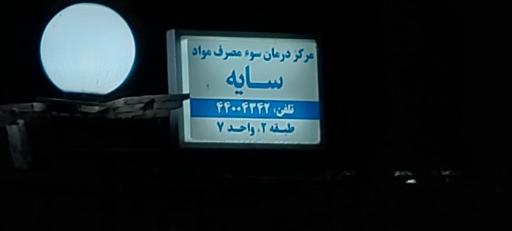 مرکز درمان سوء مصرف مواد
سایه
تلفن: ۴۴۰۰۴۳۴۲
طبقه ۲، واحد ۷